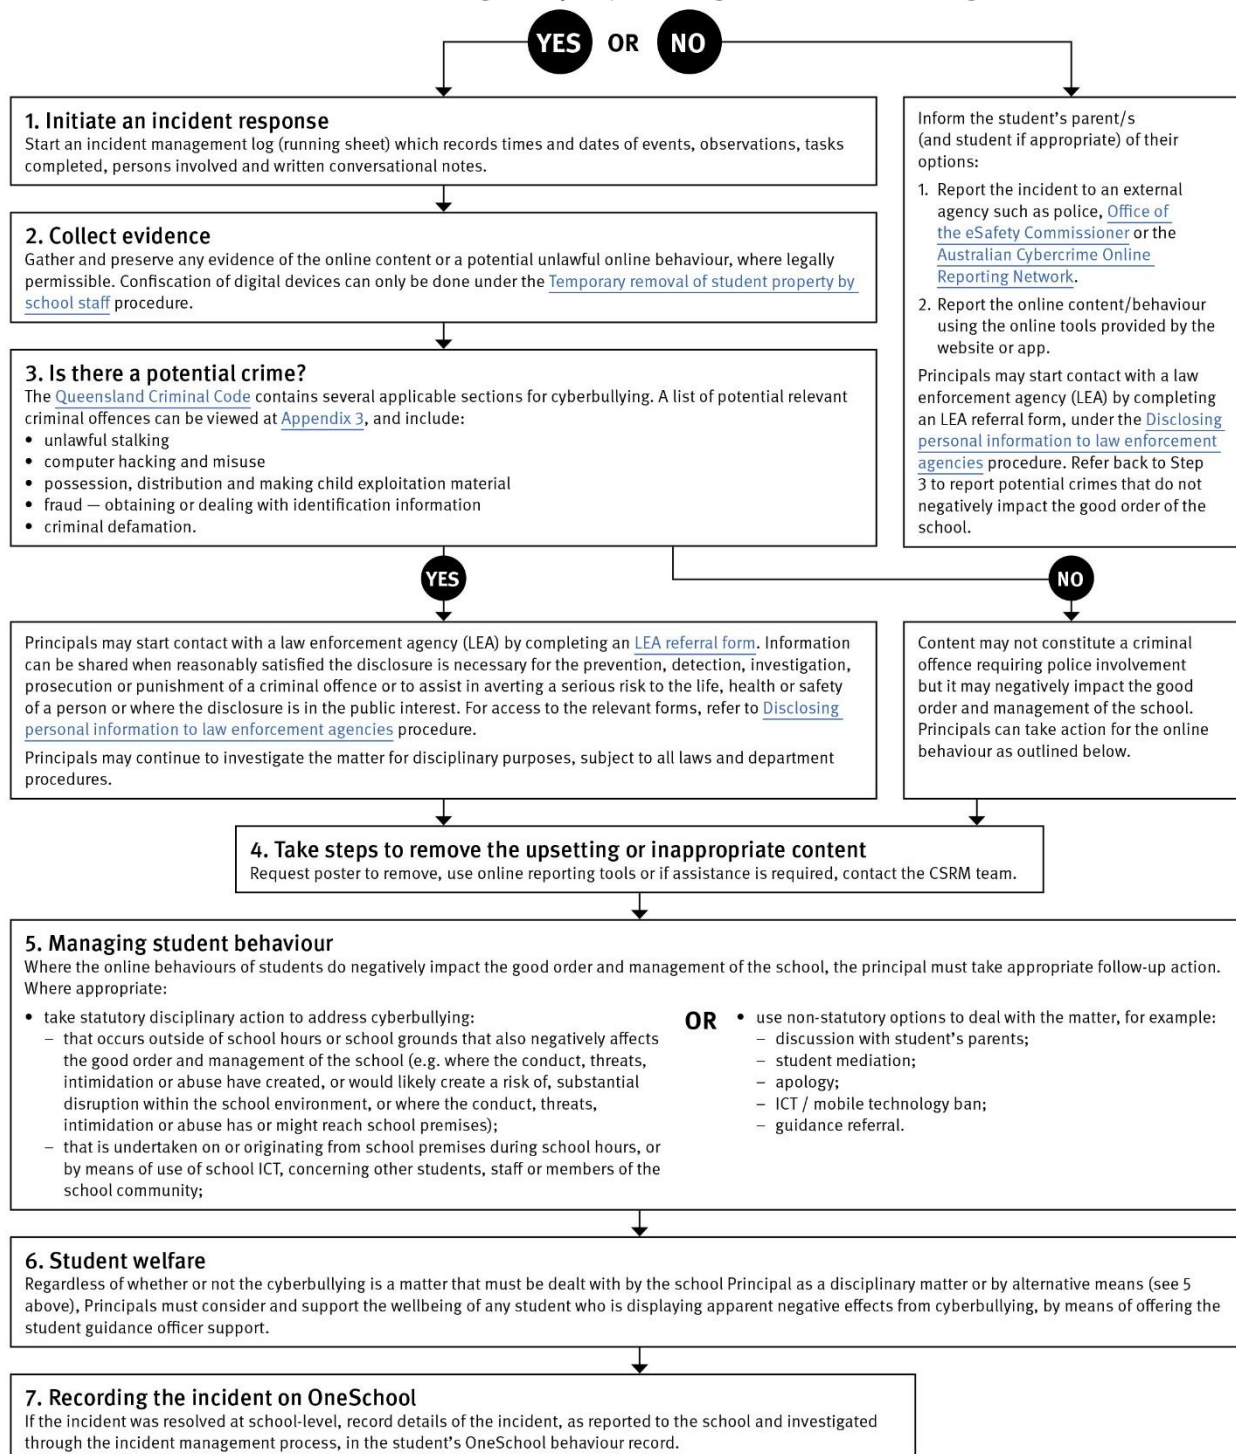 YES OR NO
1. Initiate an incident response
Start an incident management log (running sheet) which records times and dates of events, observations, tasks
completed, persons involved and written conversational notes.
2. Collect evidence
Gather and preserve any evidence of the online content or a potential unlawful online behaviour, where legally
permissible. Confiscation of digital devices can only be done under the Temporary removal of student property by
school staff procedure.
3. Is there a potential crime?
The Queensland Criminal Code contains several applicable sections for cyberbullying. A list of potential relevant
criminal offences can be viewed at Appendix 3, and include:
• unlawful stalking
• computer hacking and misuse
• possession, distribution and making child exploitation material
• fraud — obtaining or dealing with identification information
• criminal defamation.
Inform the student's parent/s
(and student if appropriate) of their
options:
1. Report the incident to an external
agency such as police, Office of
the eSafety Commissioner or the
Australian Cybercrime Online
Reporting Network.
2. Report the online content/behaviour
using the online tools provided by the
website or app.
Principals may start contact with a law
enforcement agency (LEA) by completing
an LEA referral form, under the Disclosing
personal information to law enforcement
agencies procedure. Refer back to Step
3 to report potential crimes that do not
negatively impact the good order of the
school.
YES
NO
Principals may start contact with a law enforcement agency (LEA) by completing an LEA referral form. Information
can be shared when reasonably satisfied the disclosure is necessary for the prevention, detection, investigation,
prosecution or punishment of a criminal offence or to assist in averting a serious risk to the life, health or safety
of a person or where the disclosure is in the public interest. For access to the relevant forms, refer to Disclosing
personal information to law enforcement agencies procedure.
Principals may continue to investigate the matter for disciplinary purposes, subject to all laws and department
procedures.
Content may not constitute a criminal
offence requiring police involvement
but it may negatively impact the good
order and management of the school.
Principals can take action for the online
behaviour as outlined below.
4. Take steps to remove the upsetting or inappropriate content
Request poster to remove, use online reporting tools or if assistance is required, contact the CSRM team.
5. Managing student behaviour
Where the online behaviours of students do negatively impact the good order and management of the school, the principal must take appropriate follow-up action.
Where appropriate:
• take statutory disciplinary action to address cyberbullying:
– that occurs outside of school hours or school grounds that also negatively affects
the good order and management of the school (e.g. where the conduct, threats,
intimidation or abuse have created, or would likely create a risk of, substantial
disruption within the school environment, or where the conduct, threats,
intimidation or abuse has or might reach school premises);
– that is undertaken on or originating from school premises during school hours, or
by means of use of school ICT, concerning other students, staff or members of the
school community;
OR
• use non-statutory options to deal with the matter, for example:
– discussion with student's parents;
– student mediation;
– apology;
– ICT / mobile technology ban;
– guidance referral.
6. Student welfare
Regardless of whether or not the cyberbullying is a matter that must be dealt with by the school Principal as a disciplinary matter or by alternative means (see 5
above), Principals must consider and support the wellbeing of any student who is displaying apparent negative effects from cyberbullying, by means of offering the
student guidance officer support.
7. Recording the incident on OneSchool
If the incident was resolved at school-level, record details of the incident, as reported to the school and investigated
through the incident management process, in the student's OneSchool behaviour record.